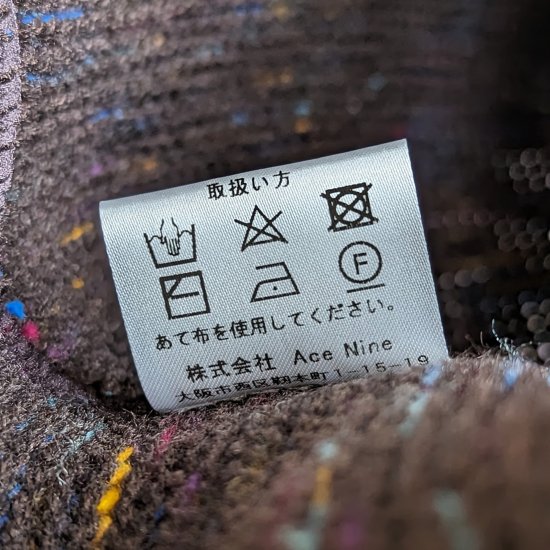 取扱い方
F
あて布を使用してください。
株式会社 Ace Nine
大阪市西区靱本町1-15-19